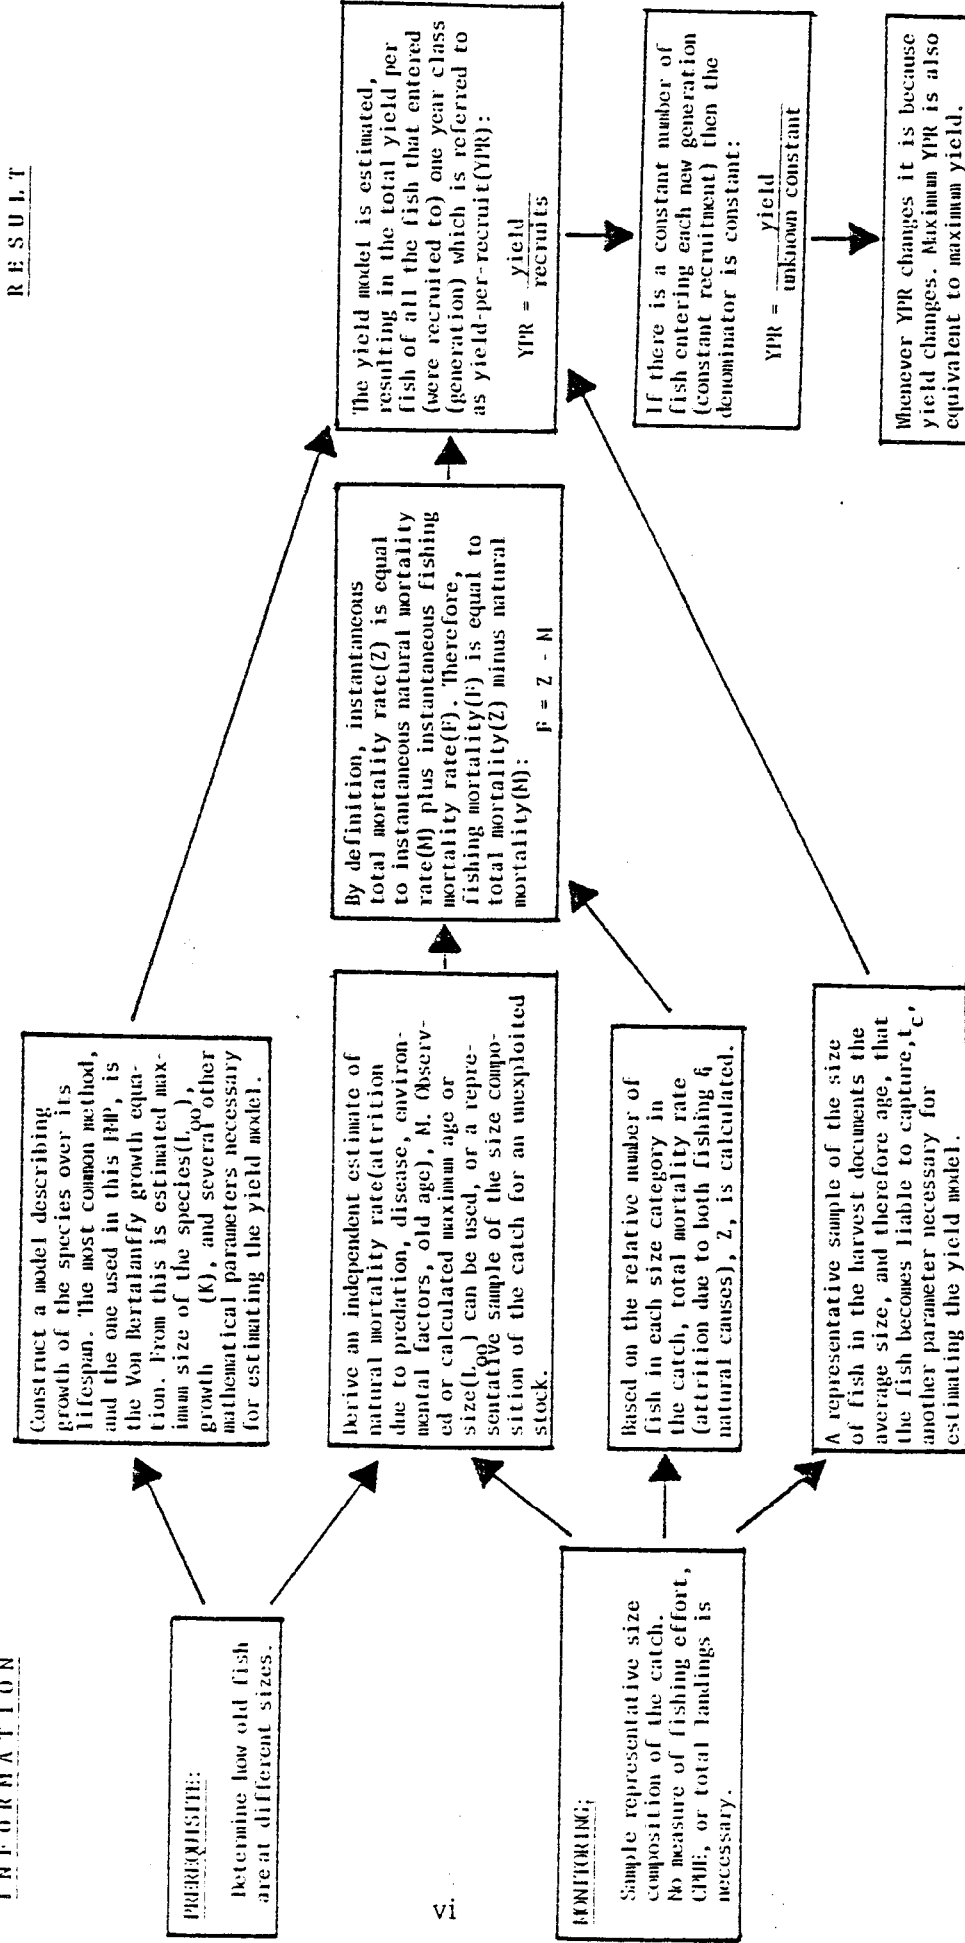 INFORMATION
RESULT
PREREQUISITE:
Determine how old fish
are at different sizes.
MONITORING:
Sample representative size
composition of the catch.
No measure of fishing effort,
CPUE, or total landings is
necessary.
Construct a model describing
growth of the species over its
lifespan. The most common method,
and the one used in this FMP, is
the Von Bertalanffy growth equa-
tion. From this is estimated max-
imum size of the species(L∞),
growth (K), and several other
mathematical parameters necessary
for estimating the yield model.
Derive an independent estimate of
natural mortality rate(attrition
due to predation, disease, environ-
mental factors, old age), M. Observ-
ed or calculated maximum age or
size(L∞) can be used, or a repre-
sentative sample of the size compo-
sition of the catch for an unexploited
stock.
Based on the relative number of
fish in each size category in
the catch, total mortality rate
(attrition due to both fishing &
natural causes), Z, is calculated.
A representative sample of the size
of fish in the harvest documents the
average size, and therefore age, that
the fish becomes liable to capture,tc,
another parameter necessary for
estimating the yield model.
By definition, instantaneous
total mortality rate(Z) is equal
to instantaneous natural mortality
rate(M) plus instantaneous fishing
mortality rate(F). Therefore,
fishing mortality(F) is equal to
total mortality(Z) minus natural
mortality(M):
F = Z - M
The yield model is estimated,
resulting in the total yield per
fish of all the fish that entered
(were recruited to) one year class
(generation) which is referred to
as yield-per-recruit(YPR):
YPR = yield
recruits
If there is a constant number of
fish entering each new generation
(constant recruitment) then the
denominator is constant:
YPR = yield
unknown constant
Whenever YPR changes it is because
yield changes. Maximum YPR is also
equivalent to maximum yield.
vi